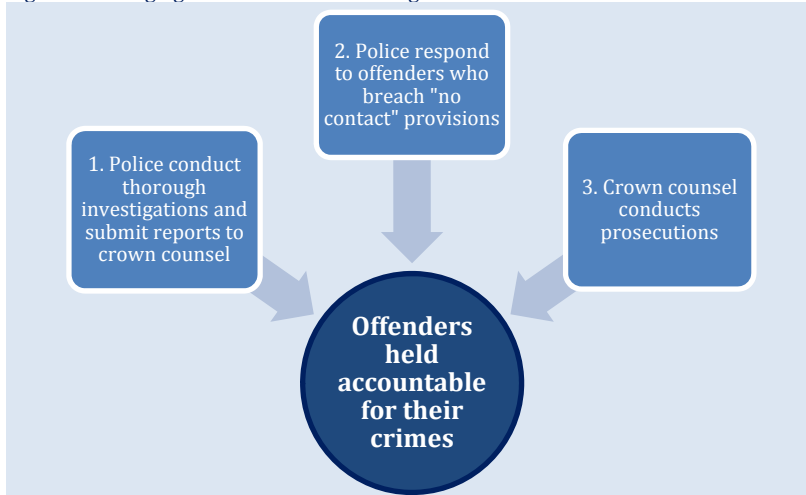 1. Police conduct
thorough
investigations and
submit reports to
crown counsel
2. Police respond
to offenders who
breach "no
contact" provisions
3. Crown counsel
conducts
prosecutions
Offenders
held
accountable
for their
crimes